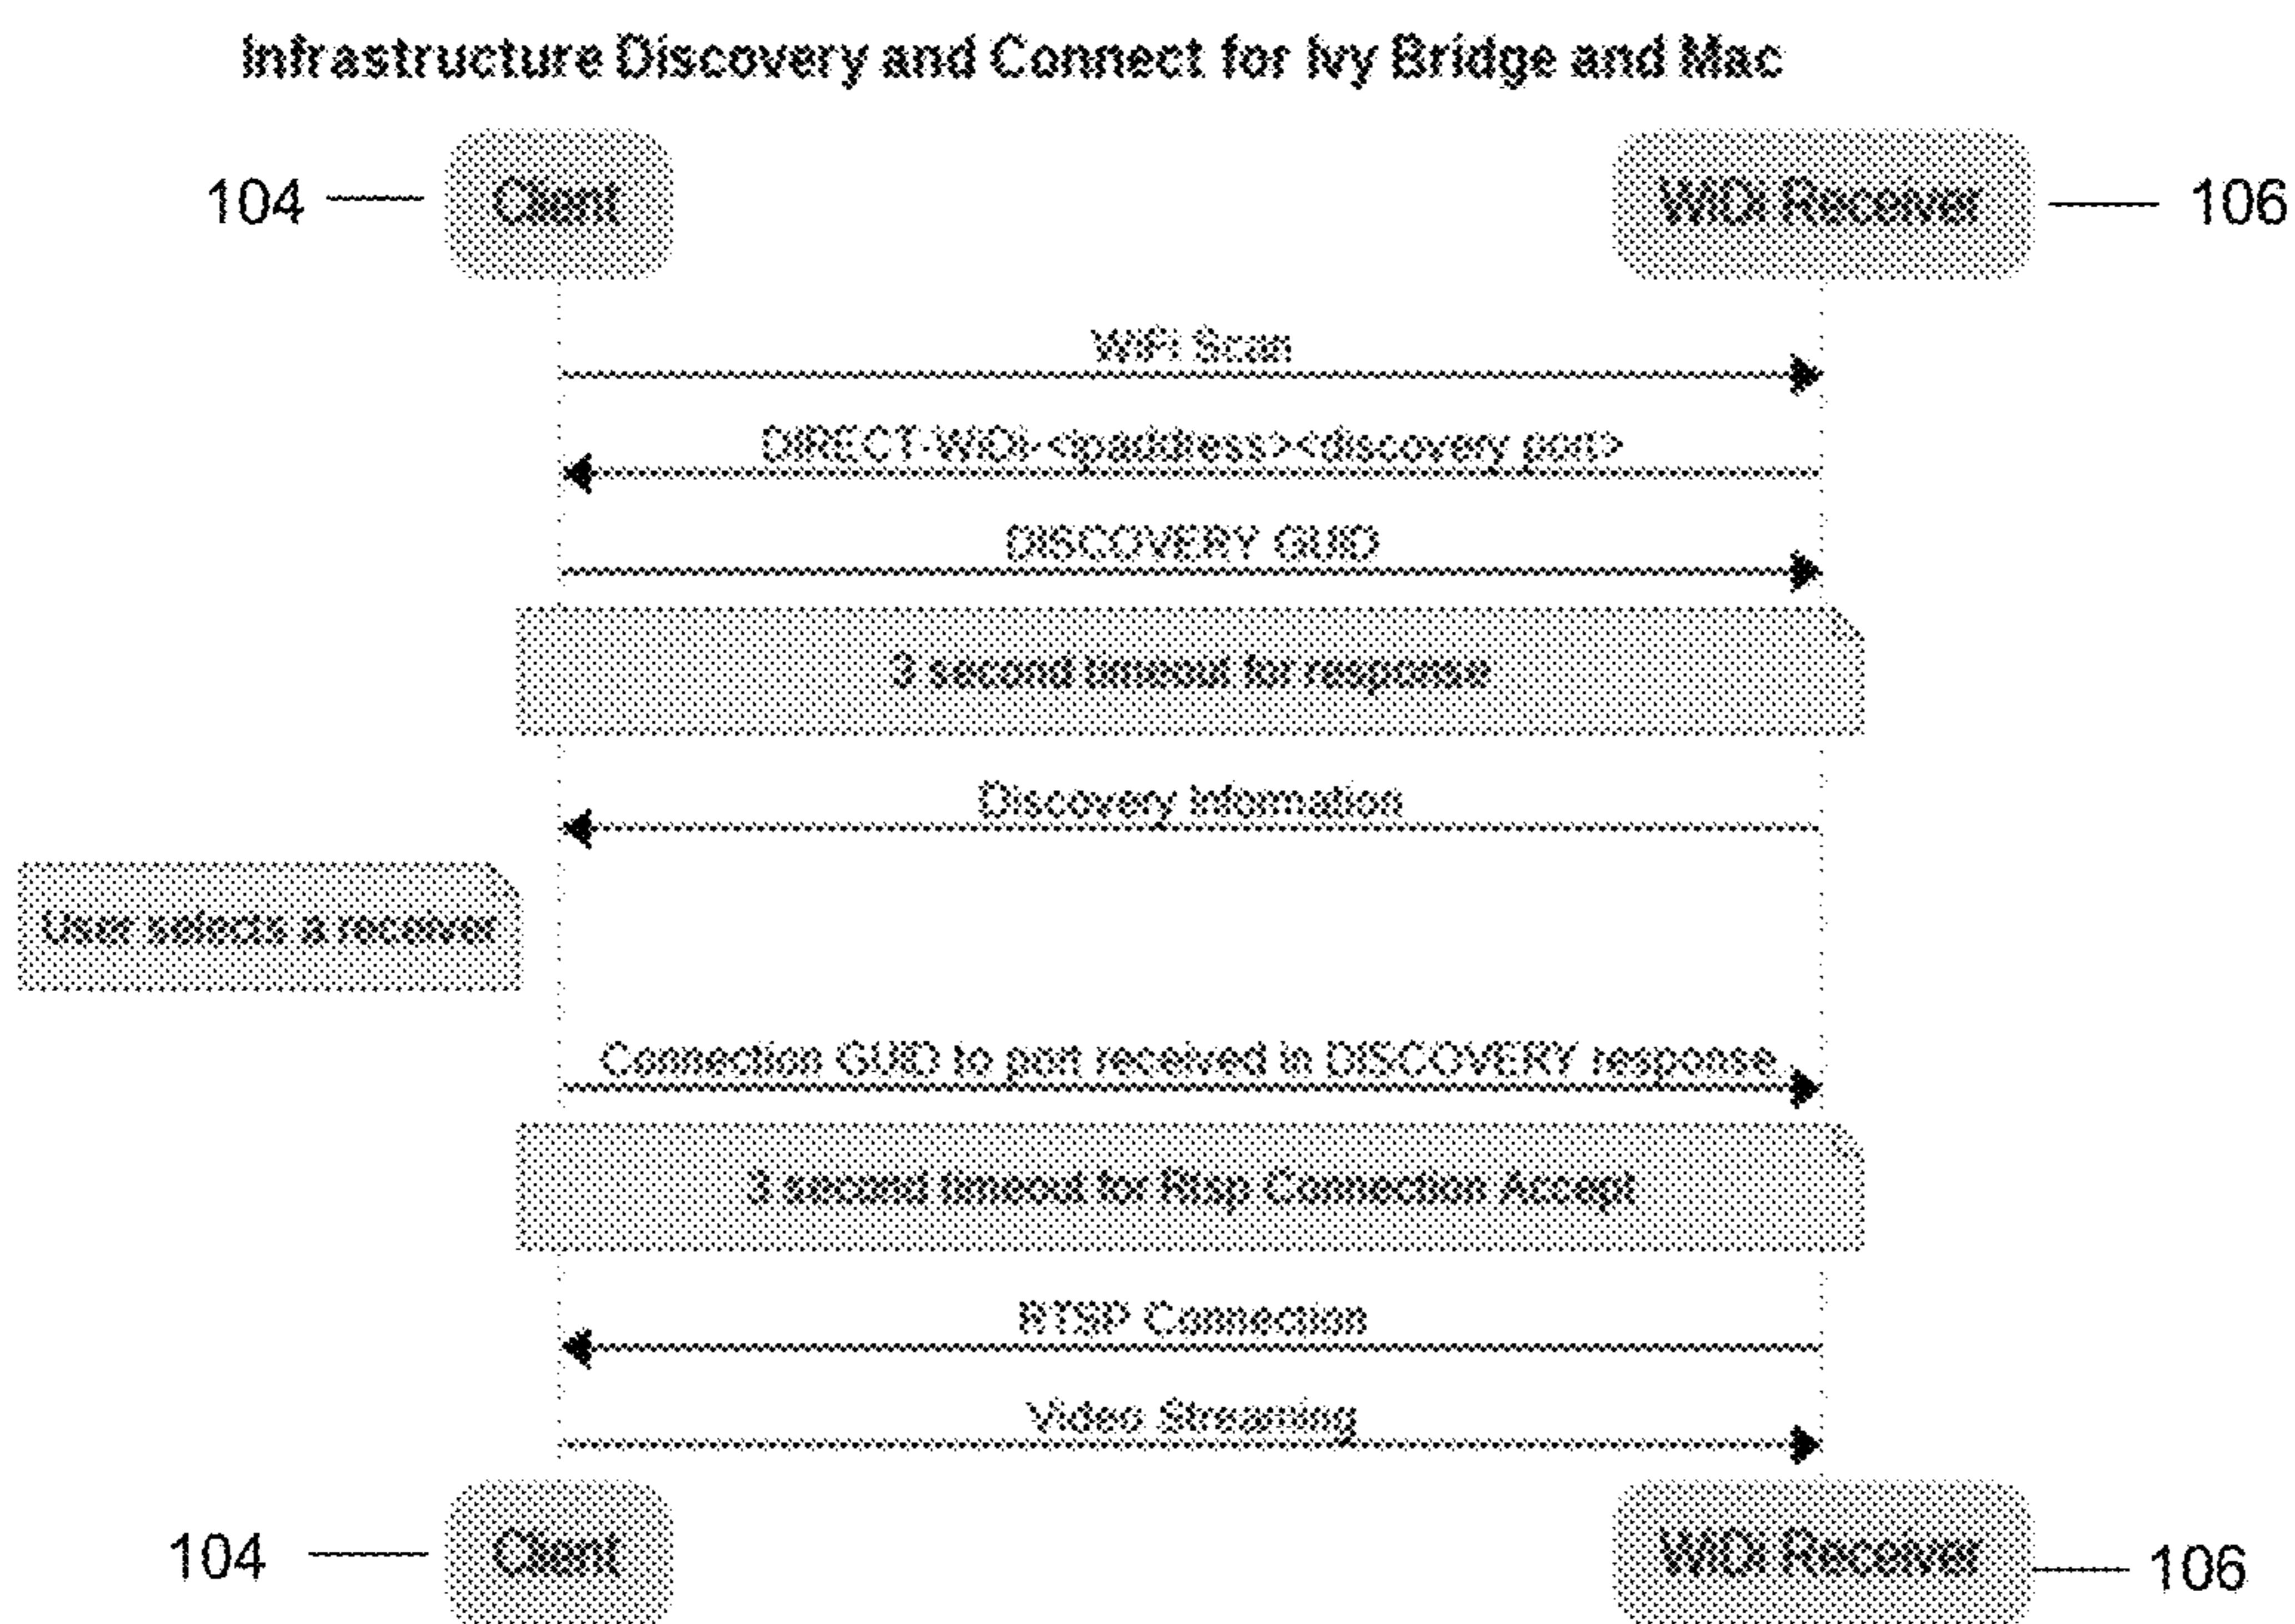 Infrastructure Discovery and Connect for Ivy Bridge and Mac
104 Client WiDi Receiver 106
WiFi Scan
DIRECT-WIDI-<ipaddress><discovery port>
DISCOVERY GUID
3 second timeout for response
Discovery Information
User selects a receiver
Connection GUID to port received in DISCOVERY response
3 second timeout for Rtsp Connection Accept
RTSP Connection
Video Streaming
104 Client WiDi Receiver 106